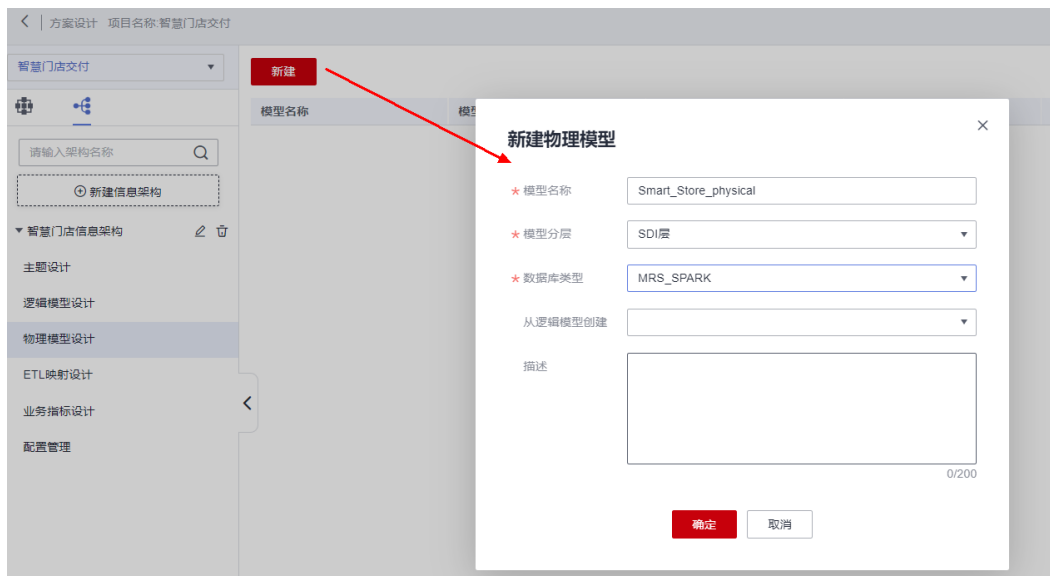 方案设计 项目名称:智慧门店交付
智慧门店交付
新建
模型名称
请输入架构名称
新建信息架构
智慧门店信息架构
主题设计
逻辑模型设计
物理模型设计
ETL映射设计
业务指标设计
配置管理
新建物理模型
* 模型名称 Smart_Store_physical
* 模型分层 SDI层
* 数据库类型 MRS_SPARK
从逻辑模型创建
描述
0/200
确定 取消